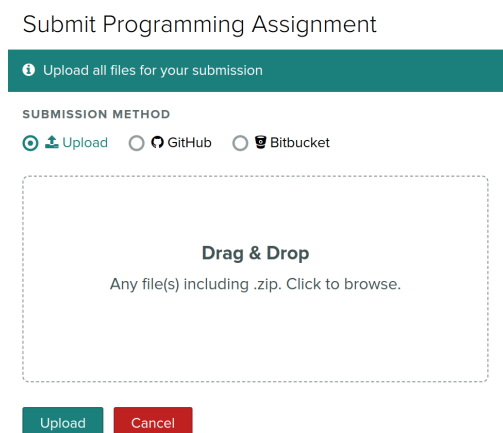 Submit Programming Assignment
Upload all files for your submission
SUBMISSION METHOD
Upload GitHub Bitbucket
Drag & Drop
Any file(s) including .zip. Click to browse.
Upload Cancel